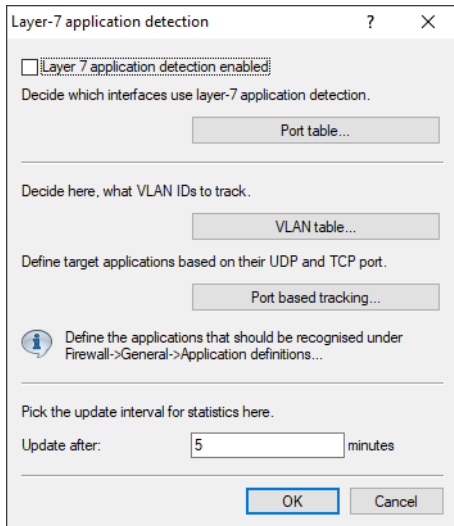 Layer-7 application detection ? ×
Layer 7 application detection enabled
Decide which interfaces use layer-7 application detection.
Port table...
Decide here, what VLAN IDs to track.
VLAN table...
Define target applications based on their UDP and TCP port.
Port based tracking...
Define the applications that should be recognised under
Firewall->General->Application definitions...
Pick the update interval for statistics here.
Update after: 5 minutes
OK Cancel